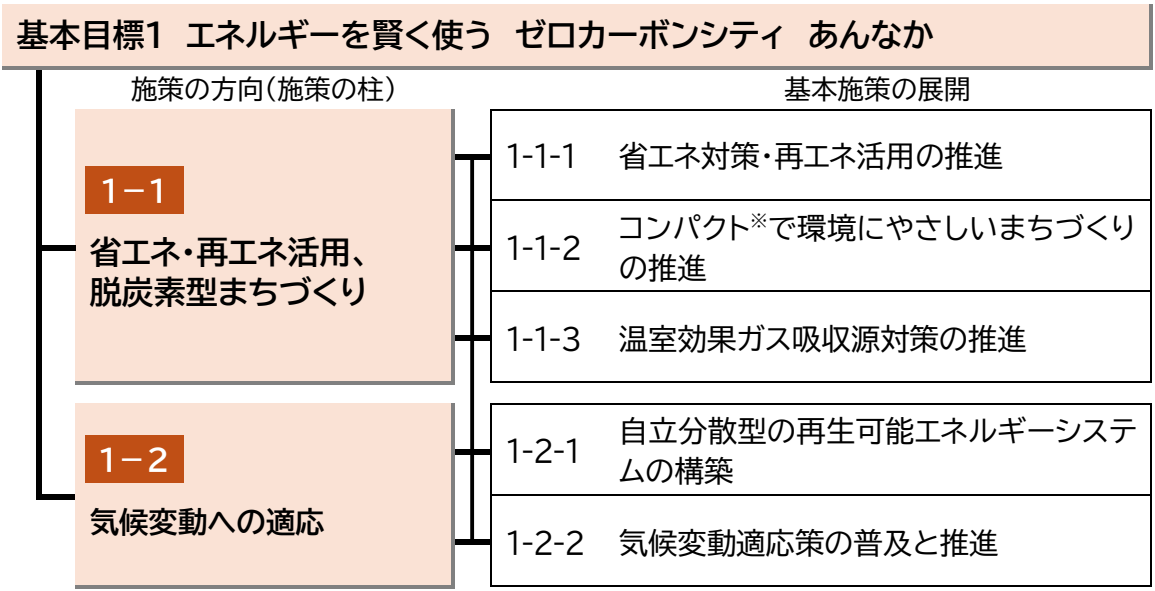 基本目標1 エネルギーを賢く使う ゼロカーボンシティ あんなか
施策の方向(施策の柱)
基本施策の展開
1-1
省エネ・再エネ活用、
脱炭素型まちづくり
1-1-1 省エネ対策・再エネ活用の推進
1-1-2 コンパクト※で環境にやさしいまちづくり
の推進
1-1-3 温室効果ガス吸収源対策の推進
1-2
気候変動への適応
1-2-1 自立分散型の再生可能エネルギーシステ
ムの構築
1-2-2 気候変動適応策の普及と推進